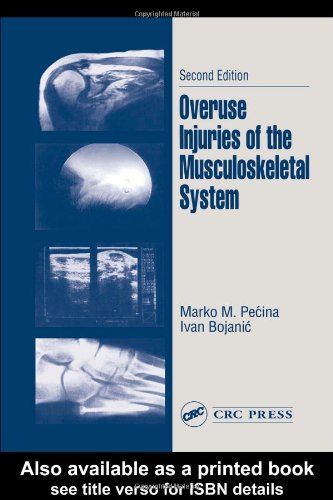 Second Edition
Overuse
Injuries of the
Musculoskeletal
System
Marko M. Pećina
Ivan Bojanić
CRC
CRC PRESS
Also available as a printed book
see title verso for ISBN details